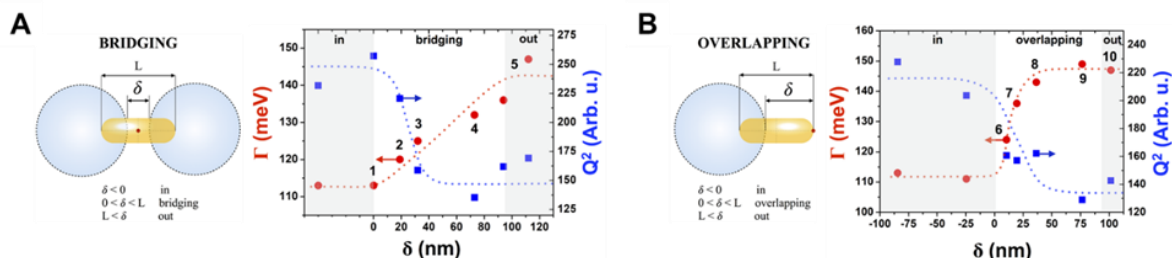 A
BRIDGING
L
δ
δ < 0 in
0 < δ < L bridging
L < δ out
in bridging out
Γ (meV)
150
140
130
120
110
1
2
3
4
5
275
250
225
200
175
150
125
Q² (Arb. u.)
0 20 40 60 80 100 120
δ (nm)
B
OVERLAPPING
L
δ
δ < 0 in
0 < δ < L overlapping
L < δ out
in overlapping out
Γ (meV)
160
150
140
130
120
110
100
6
7
8
9
10
240
220
200
180
160
140
120
Q² (Arb. u.)
-100 -75 -50 -25 0 25 50 75 100
δ (nm)